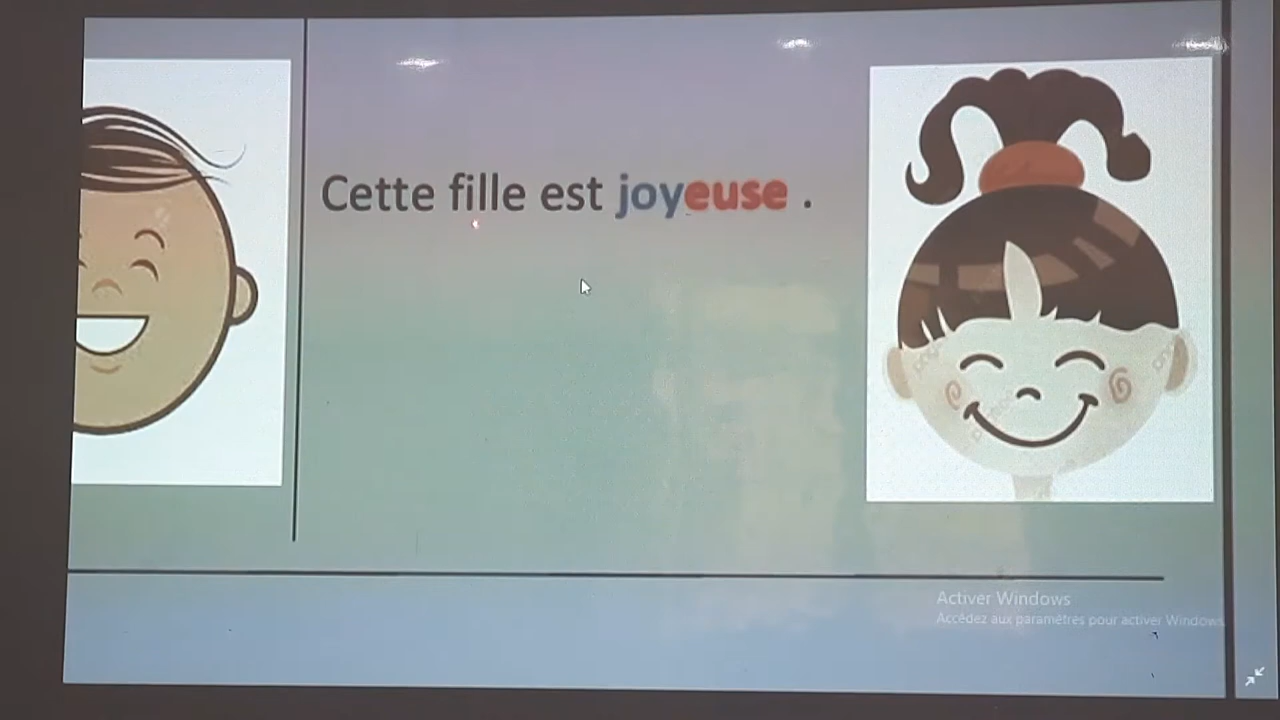 Cette fille est joyeuse .
Activer Windows
Accédez aux paramètres pour activer Windows.